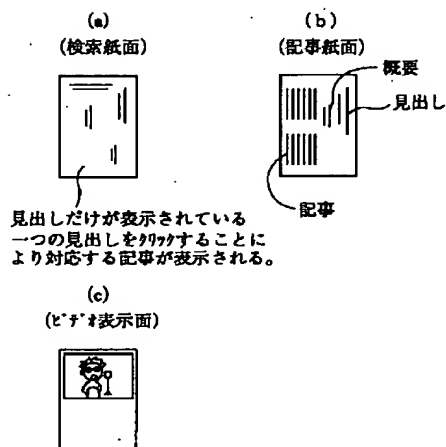 (a)
(検索紙面)
見出しだけが表示されている
一つの見出しをｸﾘｯｸすることに
より対応する記事が表示される。
(b)
(記事紙面)
概要
見出し
記事
(c)
(ﾋﾞﾃﾞｵ表示面)